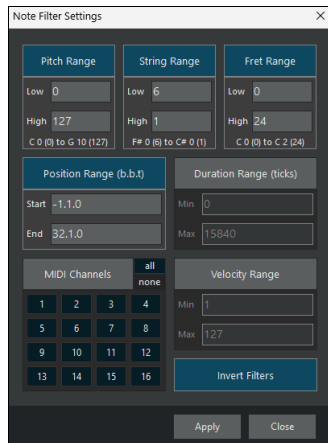 Note Filter Settings
Pitch Range String Range Fret Range
Low 0 Low 6 Low 0
High 127 High 1 High 24
C 0 (0) to G 10 (127) F# 0 (6) to C# 0 (1) C 0 (0) to C 2 (24)
Position Range (b.b.t) Duration Range (ticks)
Start -1.1.0 Min 0
End 32.1.0 Max 15840
MIDI Channels all none Velocity Range
1 2 3 4 Min 1
5 6 7 8 Max 127
9 10 11 12
13 14 15 16 Invert Filters
Apply Close